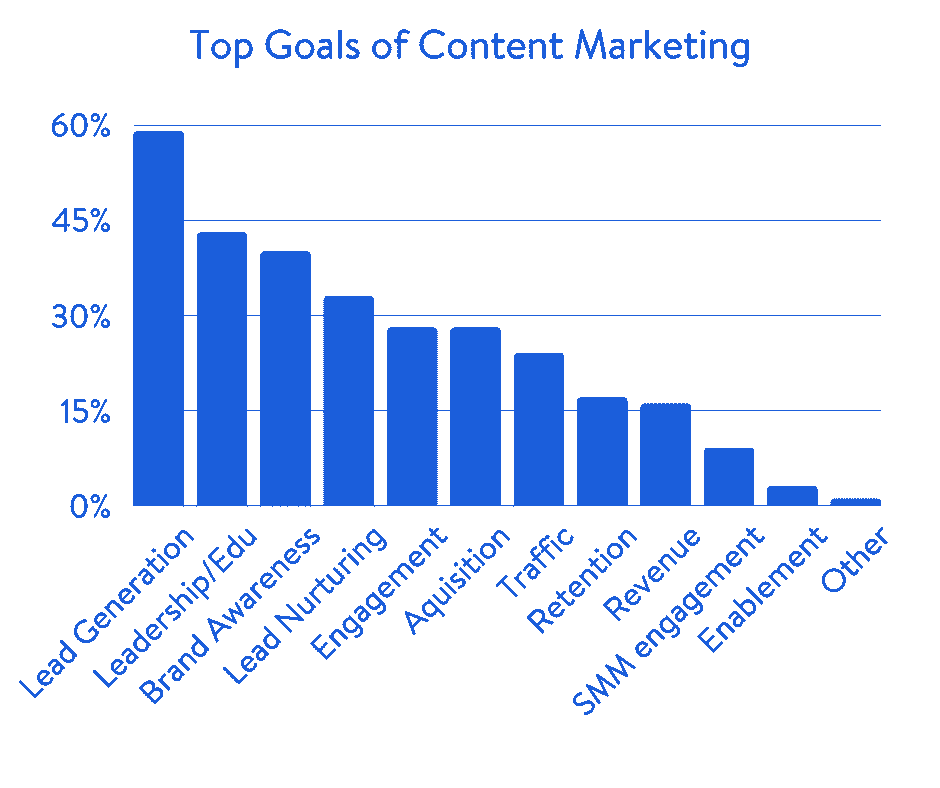 Top Goals of Content Marketing
60%
45%
30%
15%
0%
Lead Generation
Leadership/Edu
Brand Awareness
Lead Nurturing
Engagement
Aquisition
Traffic
Retention
Revenue
SMM engagement
Enablement
Other